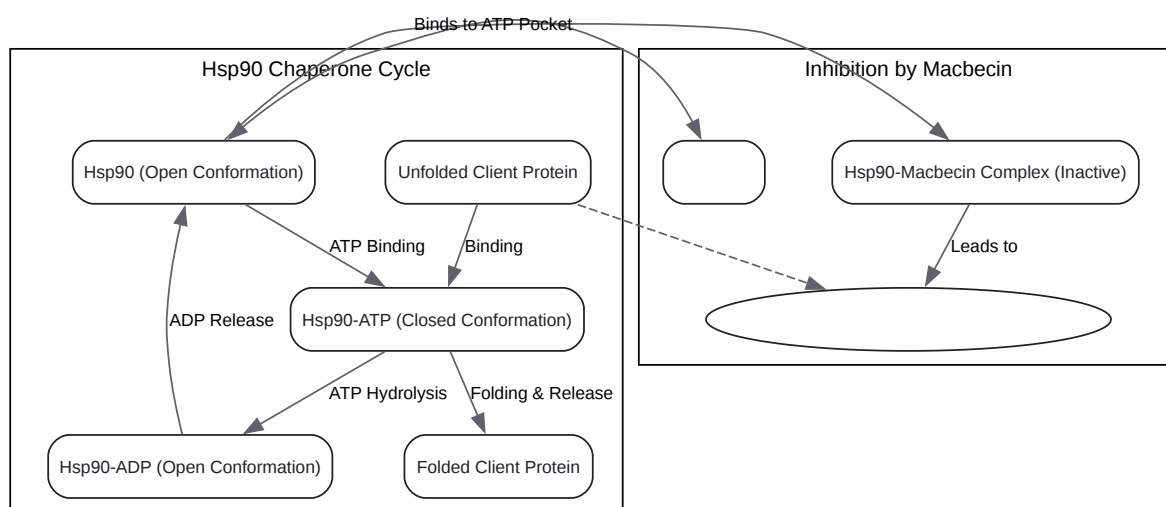 Binds to ATP Pocket
Hsp90 Chaperone Cycle
Inhibition by Macbecin
Hsp90 (Open Conformation)
Unfolded Client Protein
Hsp90-Macbecin Complex (Inactive)
ATP Binding
Binding
Leads to
Hsp90-ATP (Closed Conformation)
ADP Release
ATP Hydrolysis
Folding & Release
Hsp90-ADP (Open Conformation)
Folded Client Protein